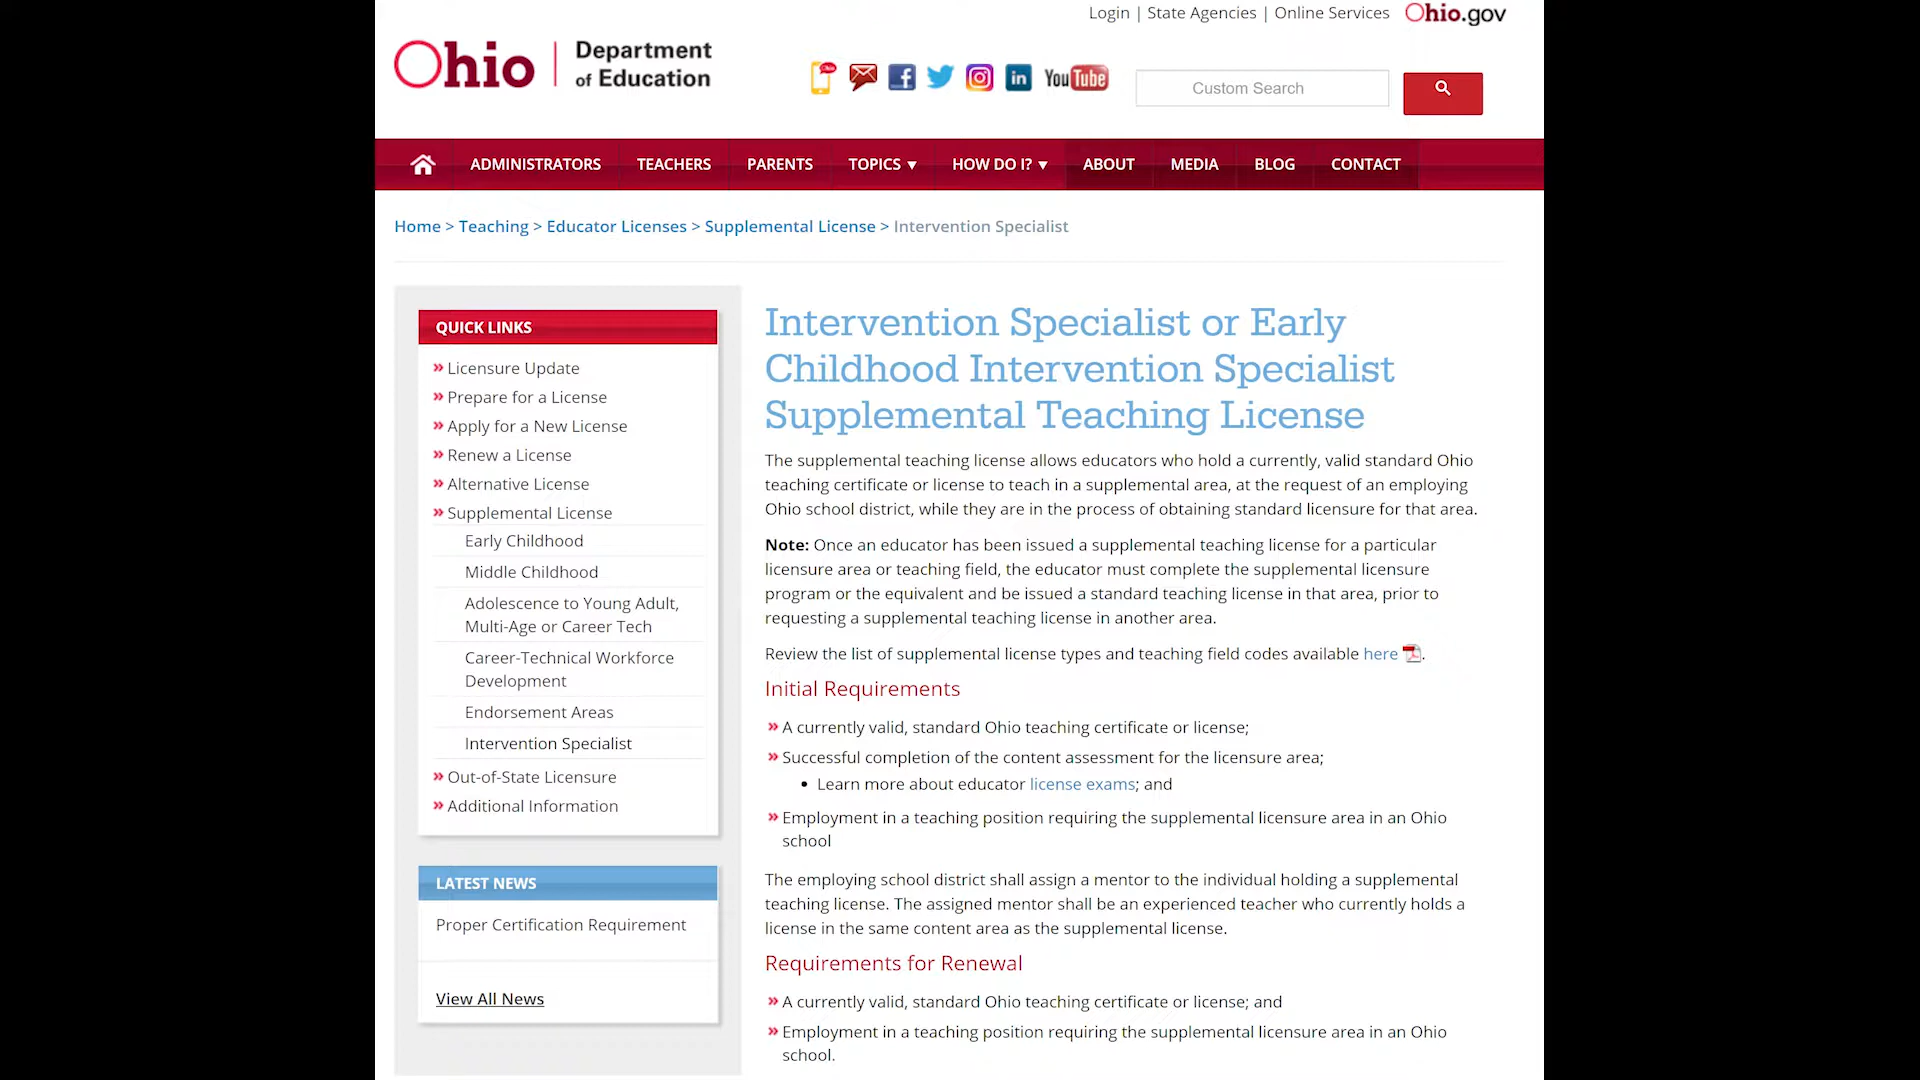 Login | State Agencies | Online Services Ohio.gov
Ohio | Department
of Education
You Tube
Custom Search
ADMINISTRATORS TEACHERS PARENTS TOPICS ▼ HOW DO I? ▼ ABOUT MEDIA BLOG CONTACT
Home > Teaching > Educator Licenses > Supplemental License > Intervention Specialist
QUICK LINKS
» Licensure Update
» Prepare for a License
» Apply for a New License
» Renew a License
» Alternative License
» Supplemental License
Early Childhood
Middle Childhood
Adolescence to Young Adult,
Multi-Age or Career Tech
Career-Technical Workforce
Development
Endorsement Areas
Intervention Specialist
» Out-of-State Licensure
» Additional Information
LATEST NEWS
Proper Certification Requirement
View All News
Intervention Specialist or Early
Childhood Intervention Specialist
Supplemental Teaching License
The supplemental teaching license allows educators who hold a currently, valid standard Ohio
teaching certificate or license to teach in a supplemental area, at the request of an employing
Ohio school district, while they are in the process of obtaining standard licensure for that area.
Note: Once an educator has been issued a supplemental teaching license for a particular
licensure area or teaching field, the educator must complete the supplemental licensure
program or the equivalent and be issued a standard teaching license in that area, prior to
requesting a supplemental teaching license in another area.
Review the list of supplemental license types and teaching field codes available here .
Initial Requirements
» A currently valid, standard Ohio teaching certificate or license;
» Successful completion of the content assessment for the licensure area;
• Learn more about educator license exams; and
» Employment in a teaching position requiring the supplemental licensure area in an Ohio
school
The employing school district shall assign a mentor to the individual holding a supplemental
teaching license. The assigned mentor shall be an experienced teacher who currently holds a
license in the same content area as the supplemental license.
Requirements for Renewal
» A currently valid, standard Ohio teaching certificate or license; and
» Employment in a teaching position requiring the supplemental licensure area in an Ohio
school.